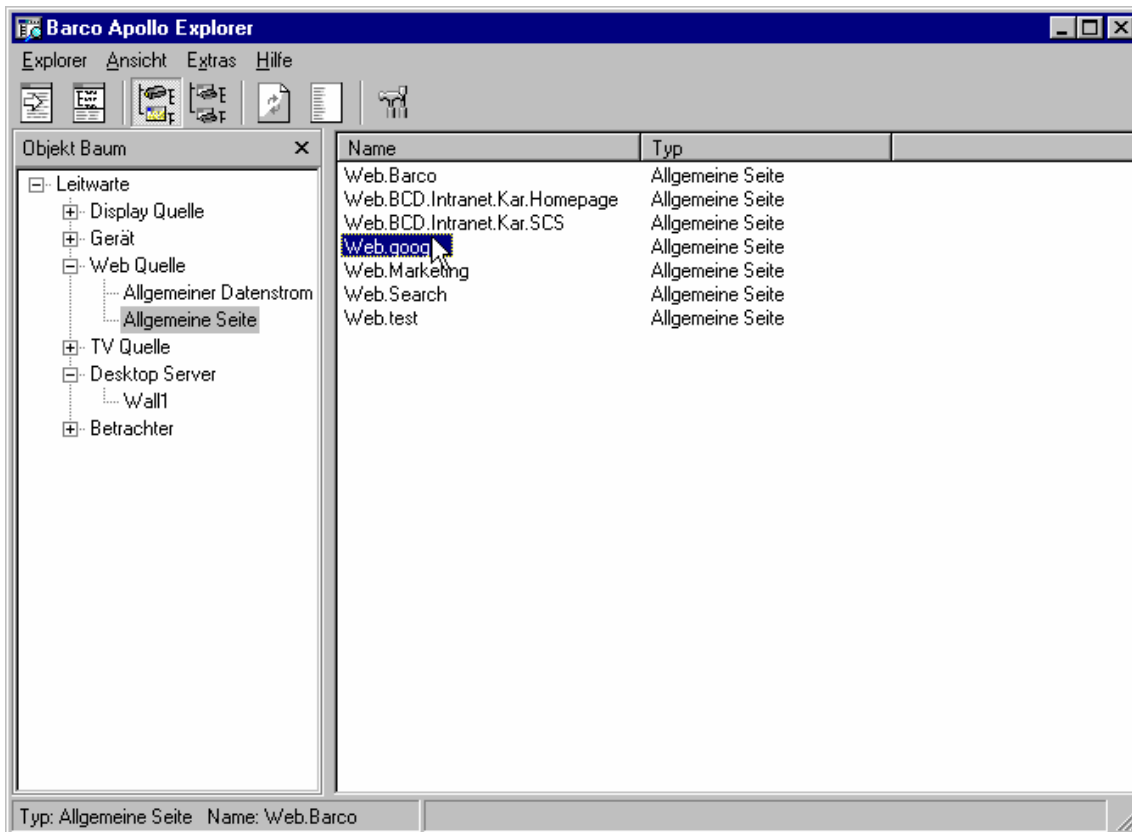 Barco Apollo Explorer
Explorer Ansicht Extras Hilfe
Objekt Baum
Name Typ
Leitwarte
Display Quelle
Gerät
Web Quelle
Allgemeiner Datenstrom
Allgemeine Seite
TV Quelle
Desktop Server
Wall1
Betrachter
Web.Barco Allgemeine Seite
Web.BCD.Intranet.Kar.Homepage Allgemeine Seite
Web.BCD.Intranet.Kar.SCS Allgemeine Seite
Allgemeine Seite
Web.Marketing Allgemeine Seite
Web.Search Allgemeine Seite
Web.test Allgemeine Seite
Typ: Allgemeine Seite Name: Web.Barco